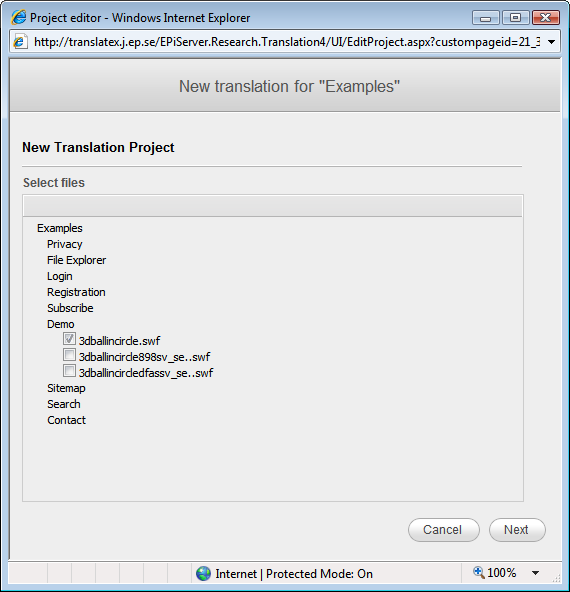 Project editor - Windows Internet Explorer
http://translatex.j.ep.se/EPiServer.Research.Translation4/UI/EditProject.aspx?custompageid=21_3
New translation for "Examples"
New Translation Project
Select files
Examples
Privacy
File Explorer
Login
Registration
Subscribe
Demo
3dballincircle.swf
3dballincircle898sv_se..swf
3dballincircledfassv_se..swf
Sitemap
Search
Contact
Cancel Next
Internet | Protected Mode: On 100%